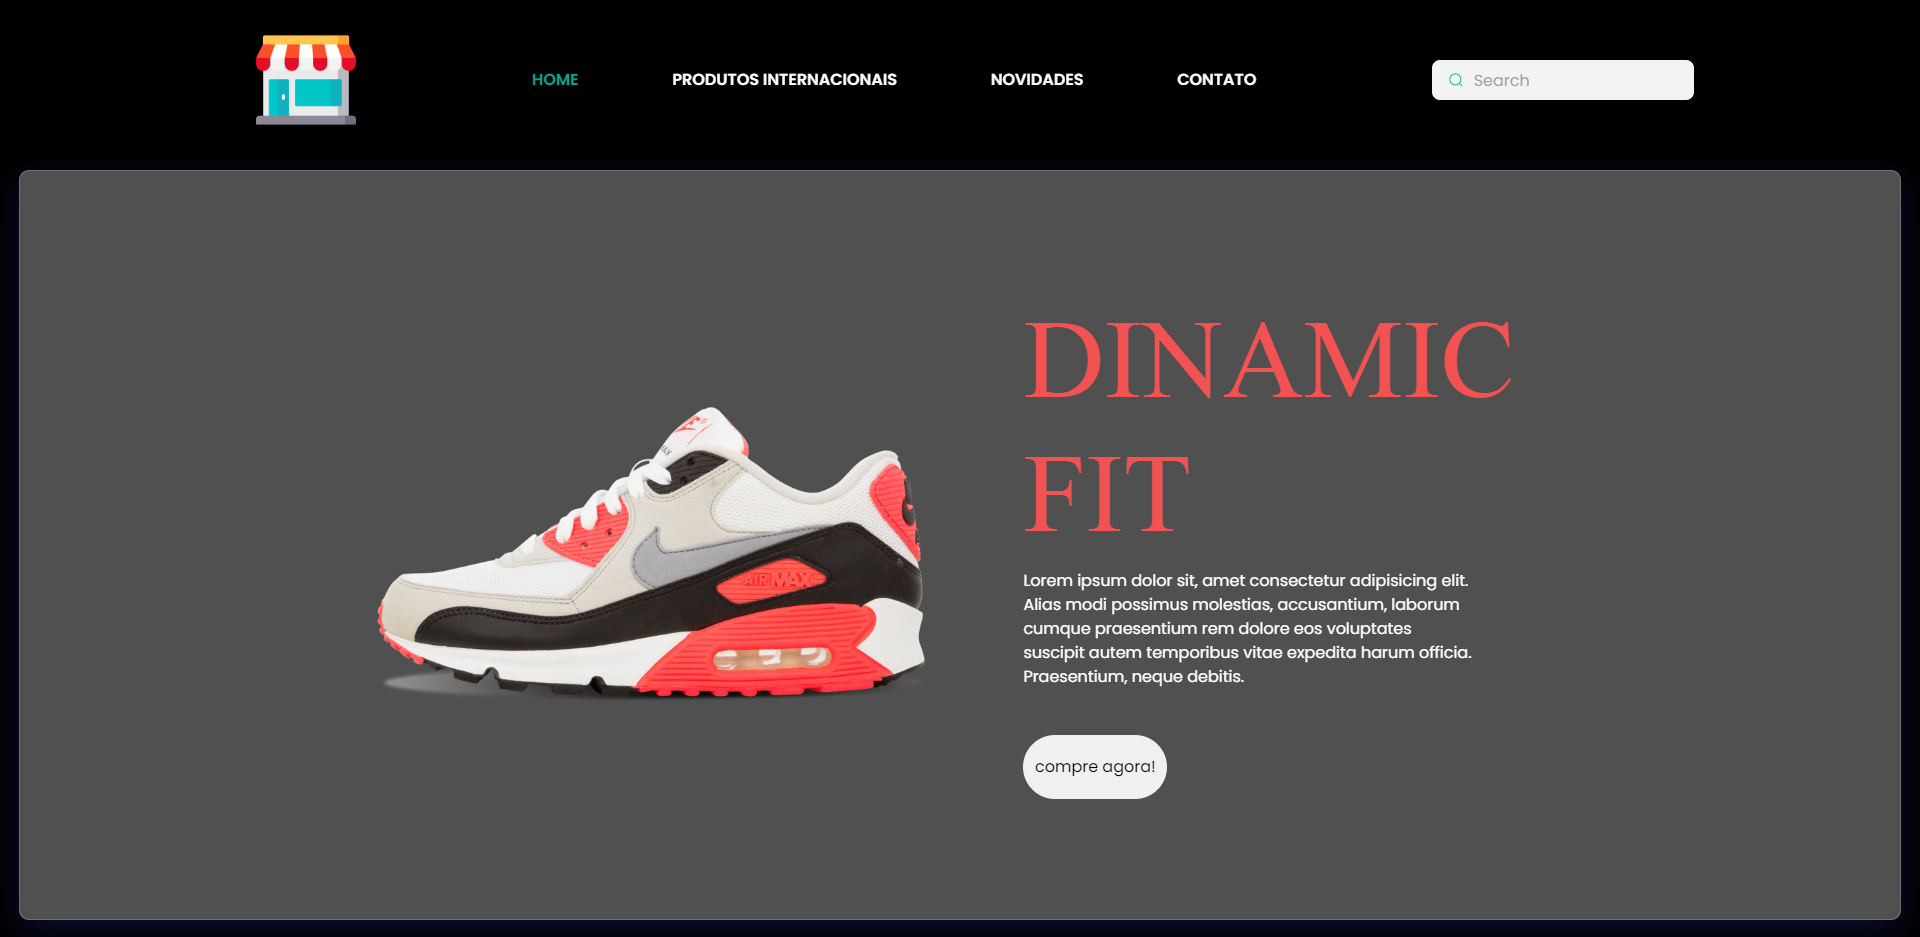 HOME PRODUTOS INTERNACIONAIS NOVIDADES CONTATO Search
DINAMIC
FIT
AIR MAX
Lorem ipsum dolor sit, amet consectetur adipisicing elit.
Alias modi possimus molestias, accusantium, laborum
cumque praesentium rem dolore eos voluptates
suscipit autem temporibus vitae expedita harum officia.
Praesentium, neque debitis.
compre agora!